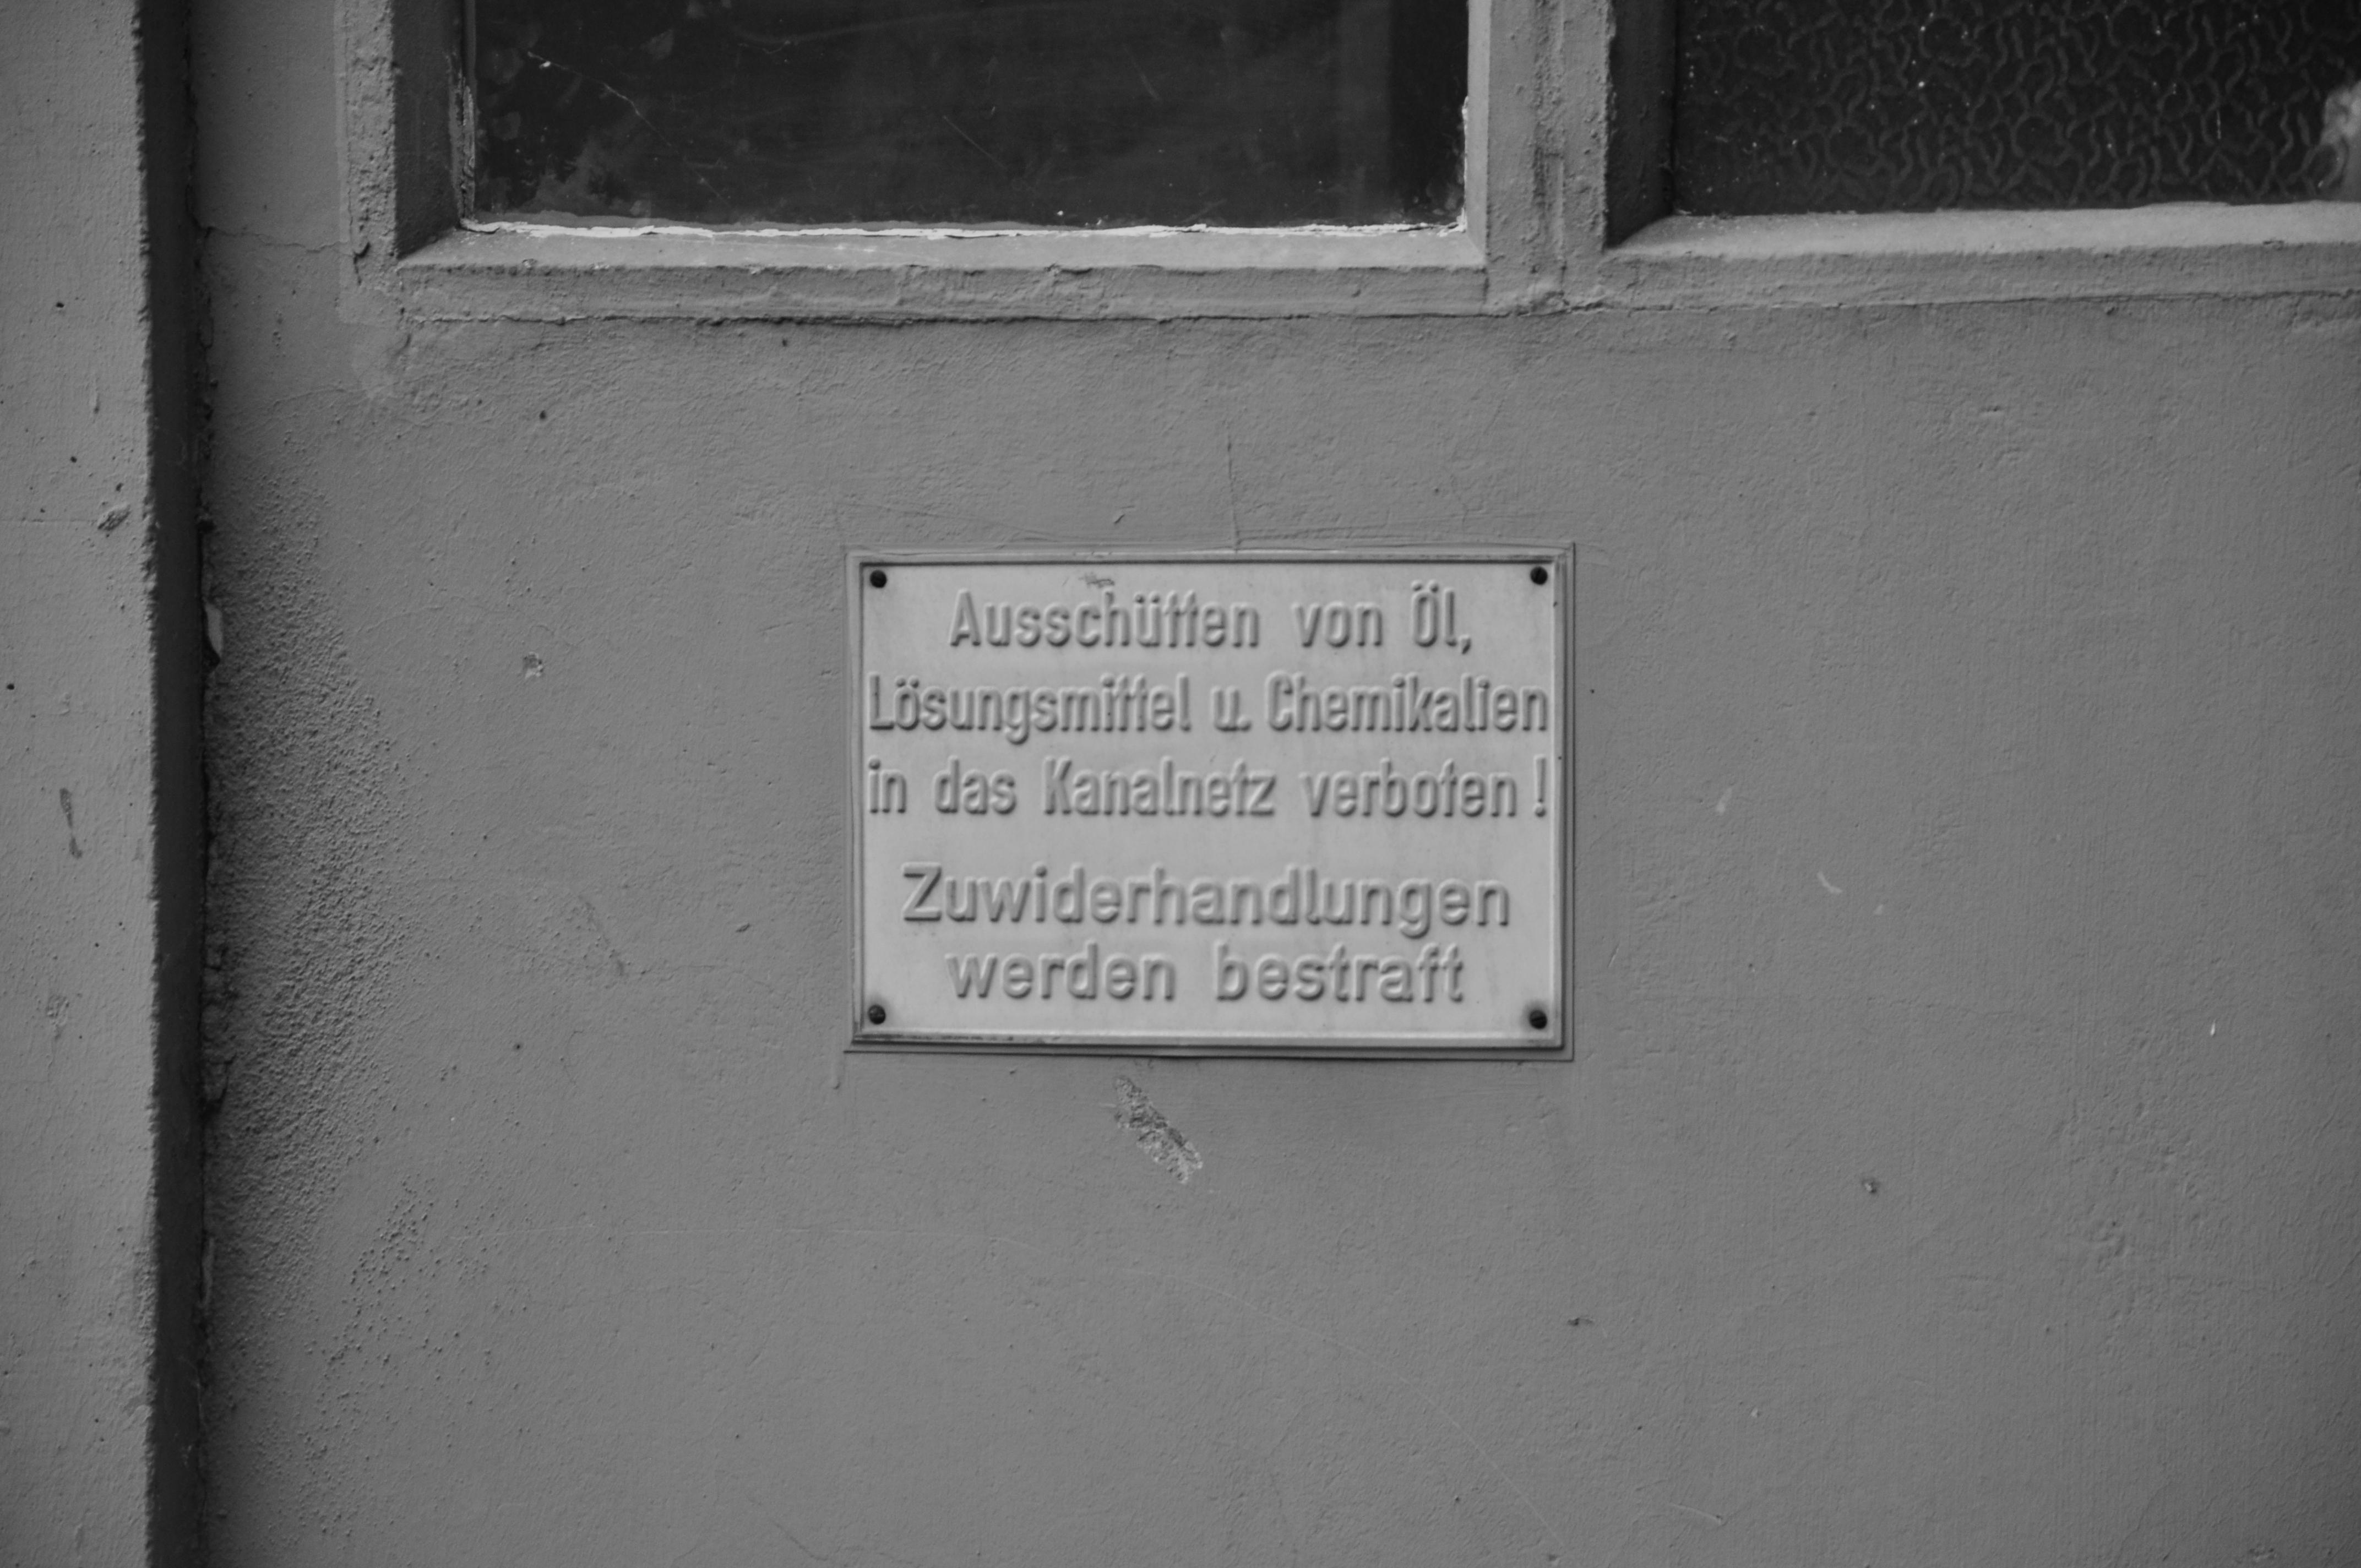 Ausschütten von Öl,
Lösungsmittel u. Chemikalien
in das Kanalnetz verboten!
Zuwiderhandlungen
werden bestraft